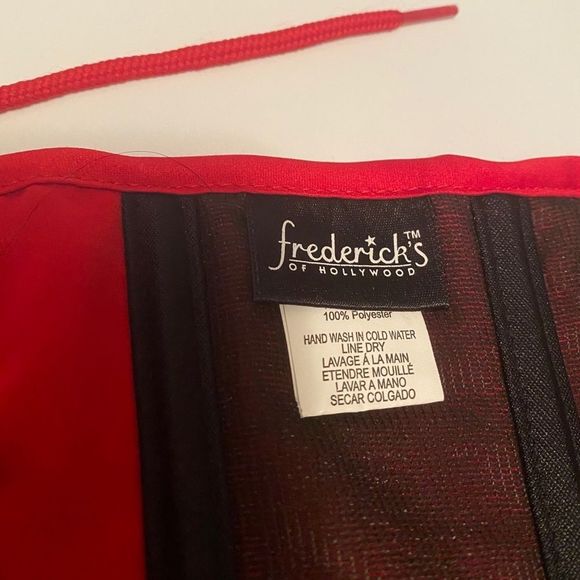 frederick's™
OF HOLLYWOOD
100% Polyester
HAND WASH IN COLD WATER
LINE DRY
LAVAGE Á LA MAIN
ETENDRE MOUILLÉ
LAVAR A MANO
SECAR COLGADO